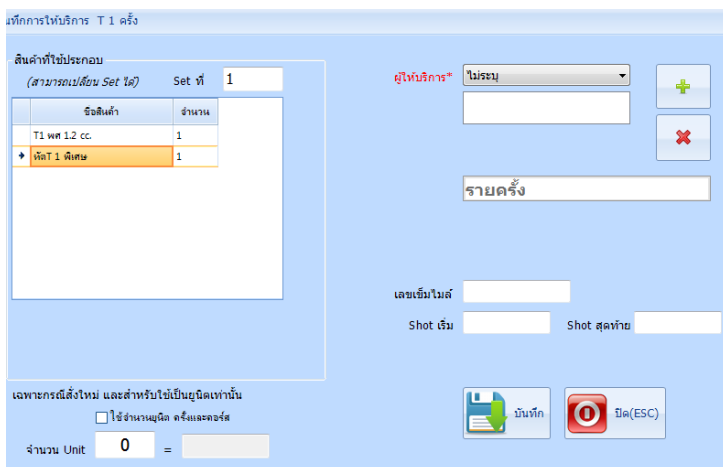 นทึกการให้บริการ T 1 ครั้ง
สินค้าที่ใช้ประกอบ
(สามารถเปลี่ยน Set ได้) Set ที่ 1
ชื่อสินค้า จำนวน
T1 พศ 1.2 cc. 1
หัตT 1 พิเศษ 1
ผู้ให้บริการ* ไม่ระบุ
รายครั้ง
เลขเข็มไมล์
Shot เริ่ม Shot สุดท้าย
เฉพาะกรณีสั่งใหม่ และสำหรับใช้เป็นยูนิตเท่านั้น
ใช้จำนวนยูนิต ครั้งและคอร์ส
จำนวน Unit 0 =
บันทึก ปิด(ESC)